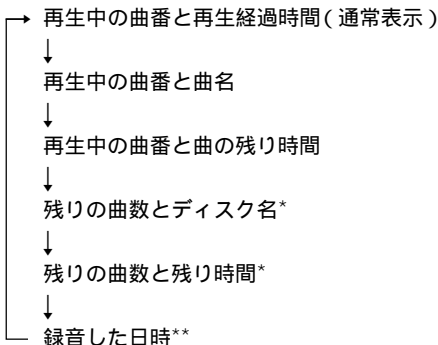 再生中の曲番と再生経過時間(通常表示)
再生中の曲番と曲名
再生中の曲番と曲の残り時間
残りの曲数とディスク名*
残りの曲数と残り時間*
録音した日時**